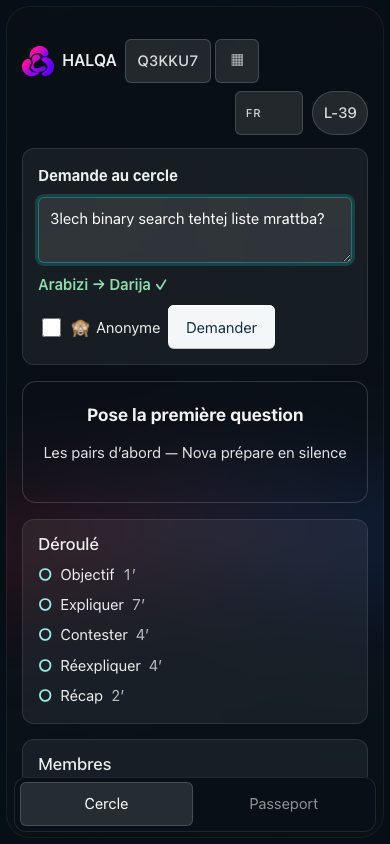 HALQA
Q3KKU7
FR
L-39
Demande au cercle
3lech binary search tehtej liste mrattba?
Arabizi → Darija ✓
🙈 Anonyme
Demander
Pose la première question
Les pairs d’abord — Nova prépare en silence
Déroulé
Objectif 1’
Expliquer 7’
Contester 4’
Réexpliquer 4’
Récap 2’
Membres
Cercle
Passeport